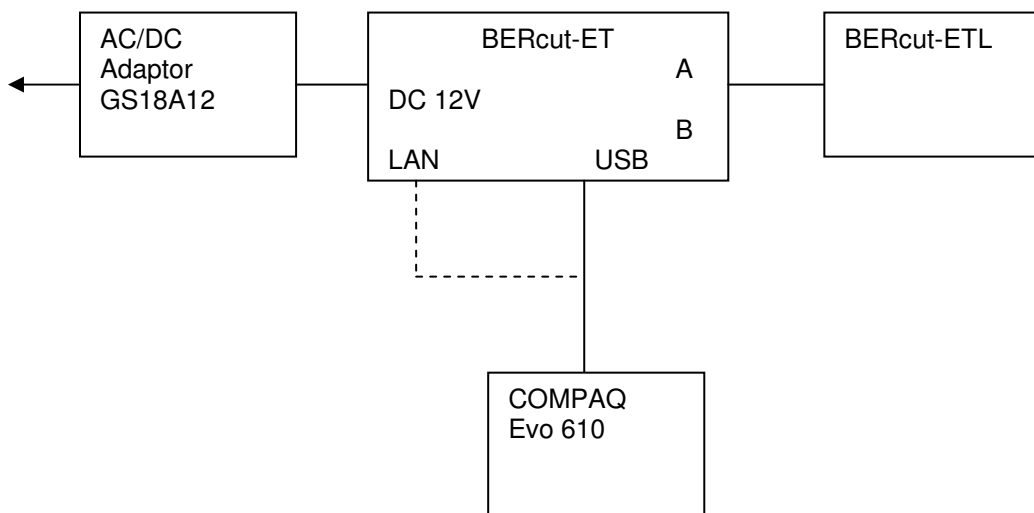 AC/DC
Adaptor
GS18A12
BERcut-ET
A
DC 12V
B
LAN
USB
BERcut-ETL
COMPAQ
Evo 610